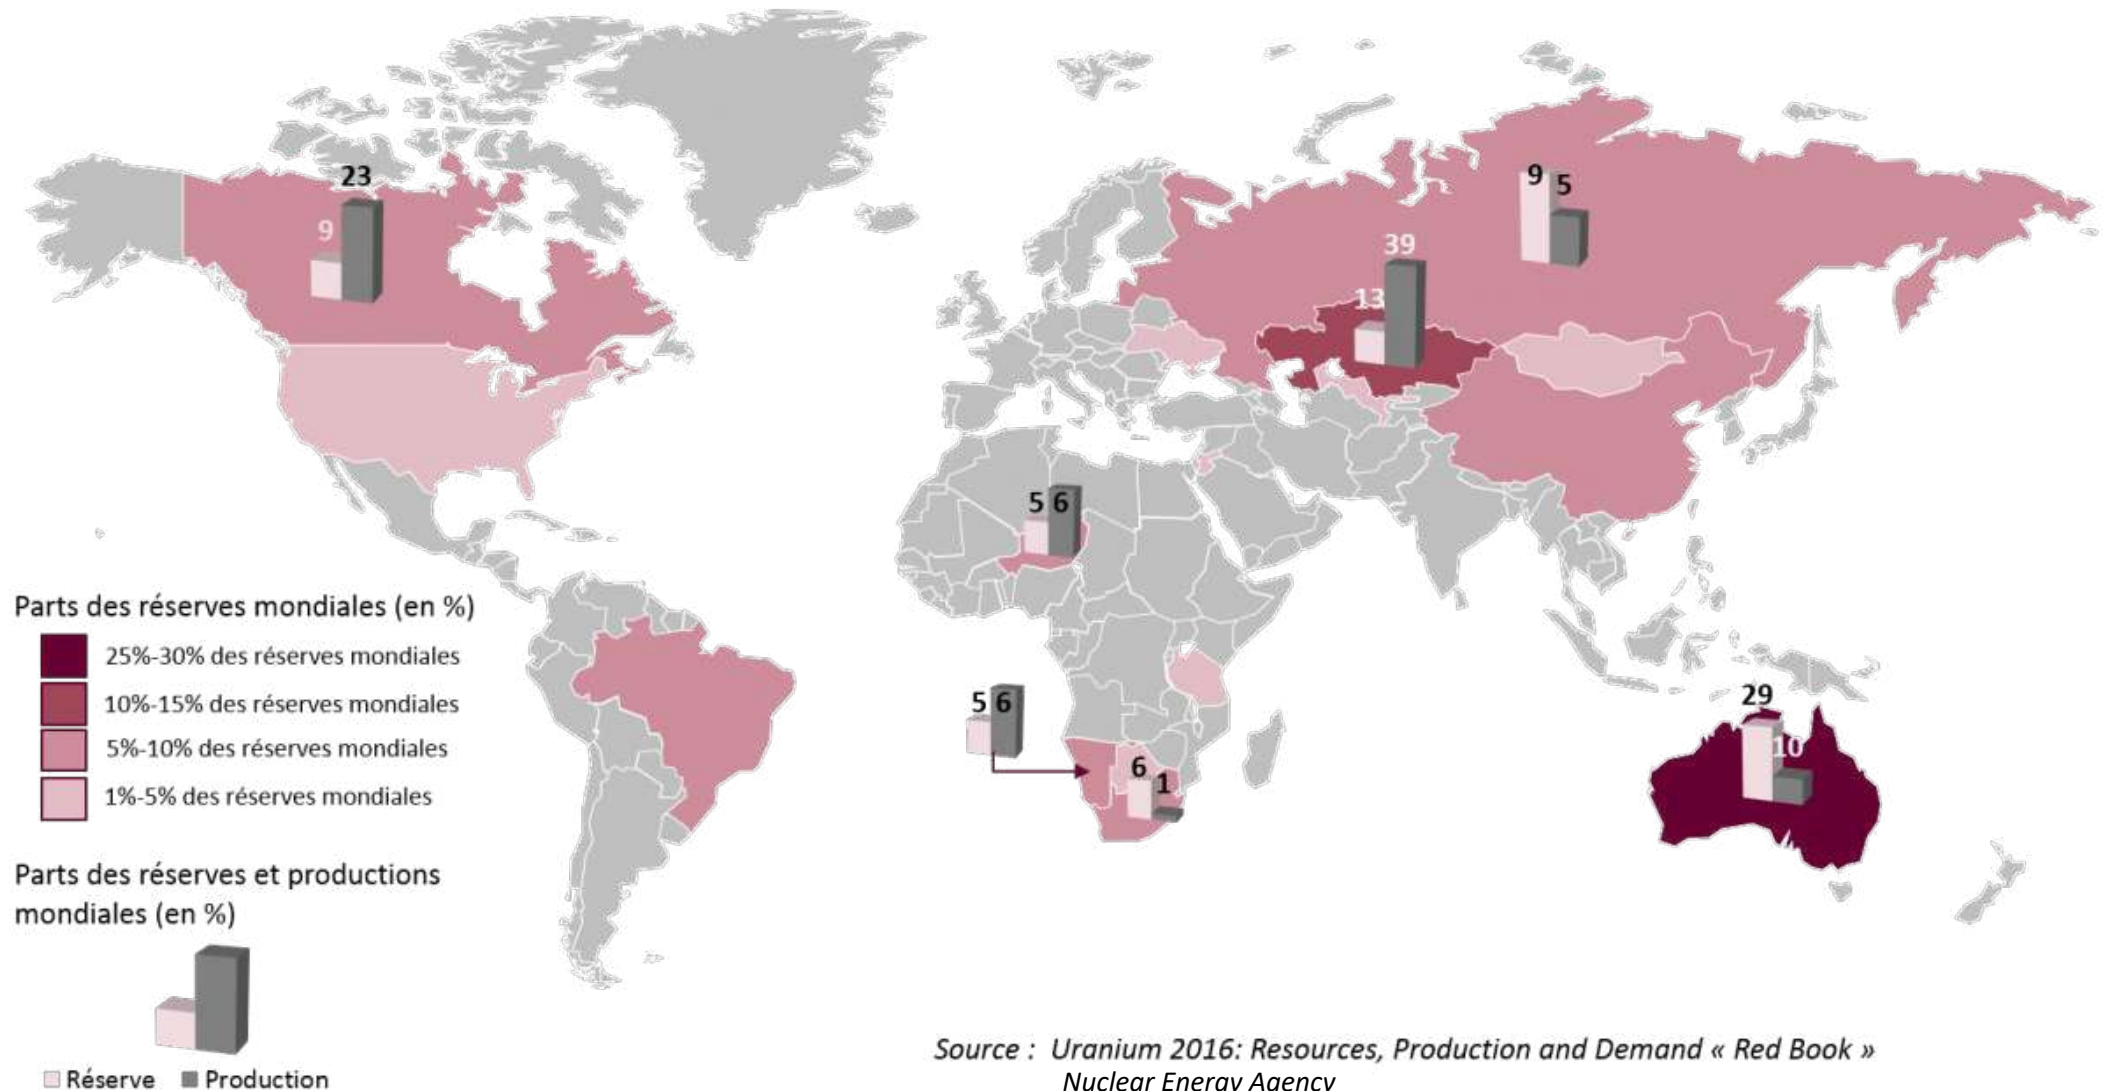 23
9
9
5
39
13
5
6
5
6
6
1
29
10
Parts des réserves mondiales (en %)
25%-30% des réserves mondiales
10%-15% des réserves mondiales
5%-10% des réserves mondiales
1%-5% des réserves mondiales
Parts des réserves et productions
mondiales (en %)
Réserve Production
Source : Uranium 2016: Resources, Production and Demand « Red Book »
Nuclear Energy Agency